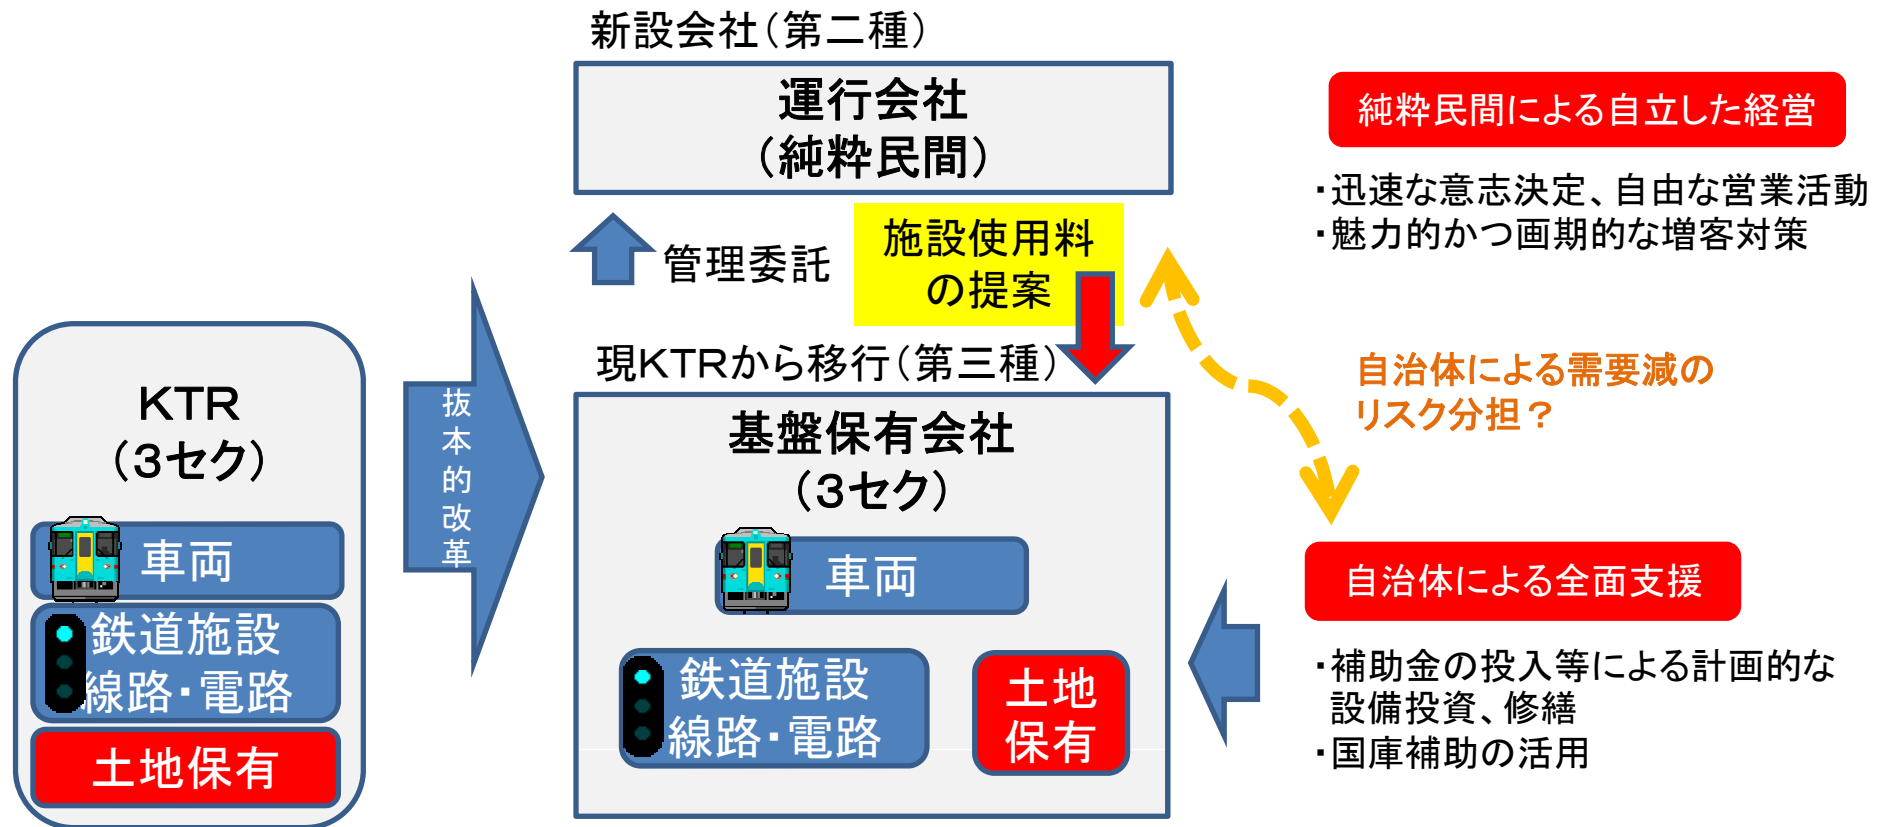 新設会社（第二種）
運行会社
（純粋民間）
純粋民間による自立した経営
・迅速な意志決定、自由な営業活動
・魅力的かつ画期的な増客対策
管理委託
施設使用料
の提案
現KTRから移行（第三種）
自治体による需要減の
リスク分担？
KTR
（3セク）
車両
鉄道施設
線路・電路
土地保有
抜本的改革
基盤保有会社
（3セク）
車両
鉄道施設
線路・電路
土地
保有
自治体による全面支援
・補助金の投入等による計画的な
設備投資、修繕
・国庫補助の活用